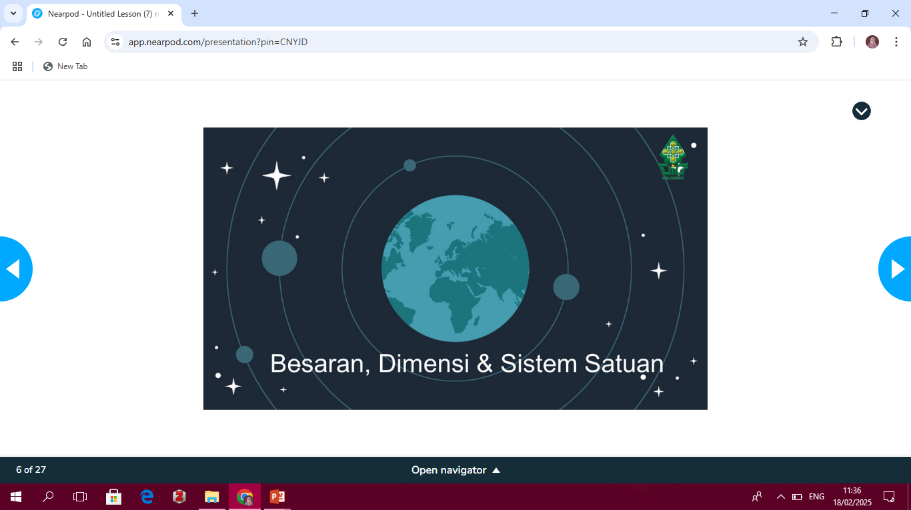 Nearpod - Untitled Lesson (7) n
app.nearpod.com/presentation?pin=CNYJD
New Tab
Besaran, Dimensi & Sistem Satuan
6 of 27
Open navigator
ENG
11:36
18/02/2025